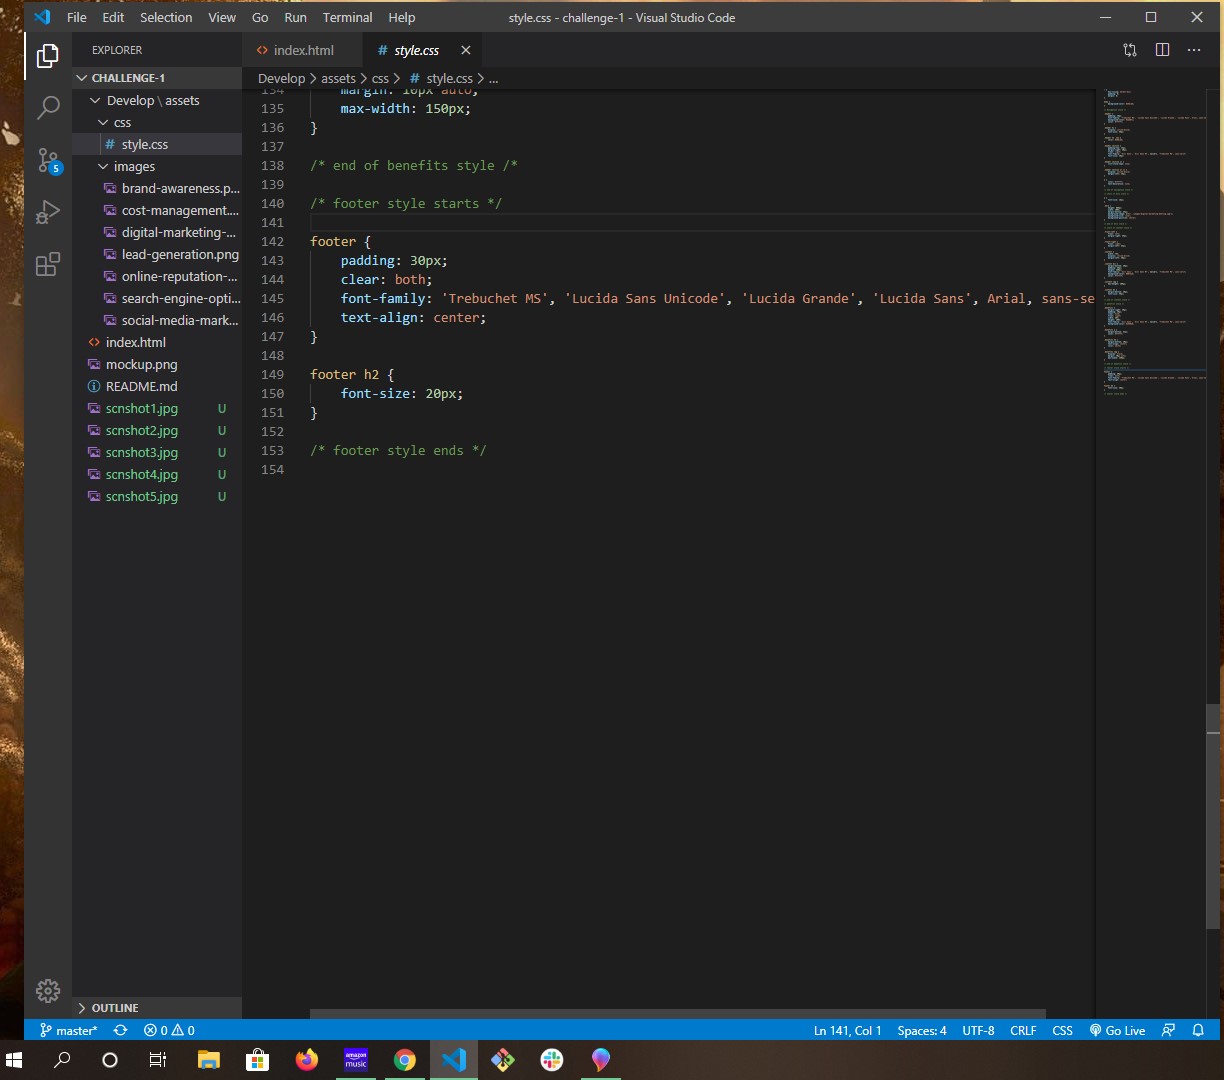 File Edit Selection View Go Run Terminal Help style.css - challenge-1 - Visual Studio Code
EXPLORER
CHALLENGE-1
Develop \ assets
css
# style.css
images
brand-awareness.p...
cost-management....
digital-marketing-...
lead-generation.png
online-reputation-...
search-engine-opti...
social-media-mark...
<> index.html
mockup.png
README.md
scnshot1.jpg U
scnshot2.jpg U
scnshot3.jpg U
scnshot4.jpg U
scnshot5.jpg U
OUTLINE
5
<> index.html
# style.css
Develop > assets > css > # style.css > ...
134 margin: 10px auto;
135 max-width: 150px;
136 }
137
138 /* end of benefits style /*
139
140 /* footer style starts */
141
142 footer {
143 padding: 30px;
144 clear: both;
145 font-family: 'Trebuchet MS', 'Lucida Sans Unicode', 'Lucida Grande', 'Lucida Sans', Arial, sans-se
146 text-align: center;
147 }
148
149 footer h2 {
150 font-size: 20px;
151 }
152
153 /* footer style ends */
154
master* 0 0 Ln 141, Col 1 Spaces: 4 UTF-8 CRLF CSS Go Live
amazon
music